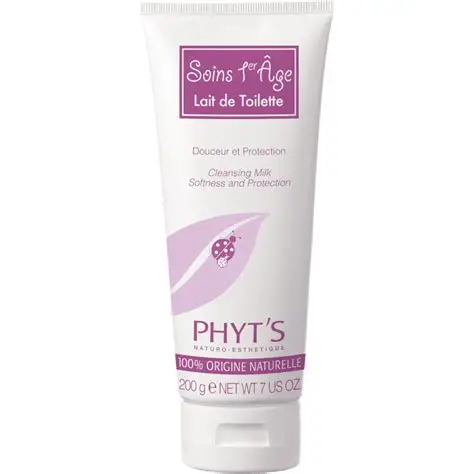 Soins 1er Âge
Lait de Toilette
Douceur et Protection
Cleansing Milk
Softness and Protection
PHYT'S
NATURO-ESTHETIQUE
100% ORIGINE NATURELLE
200 g e NET WT 7 US OZ